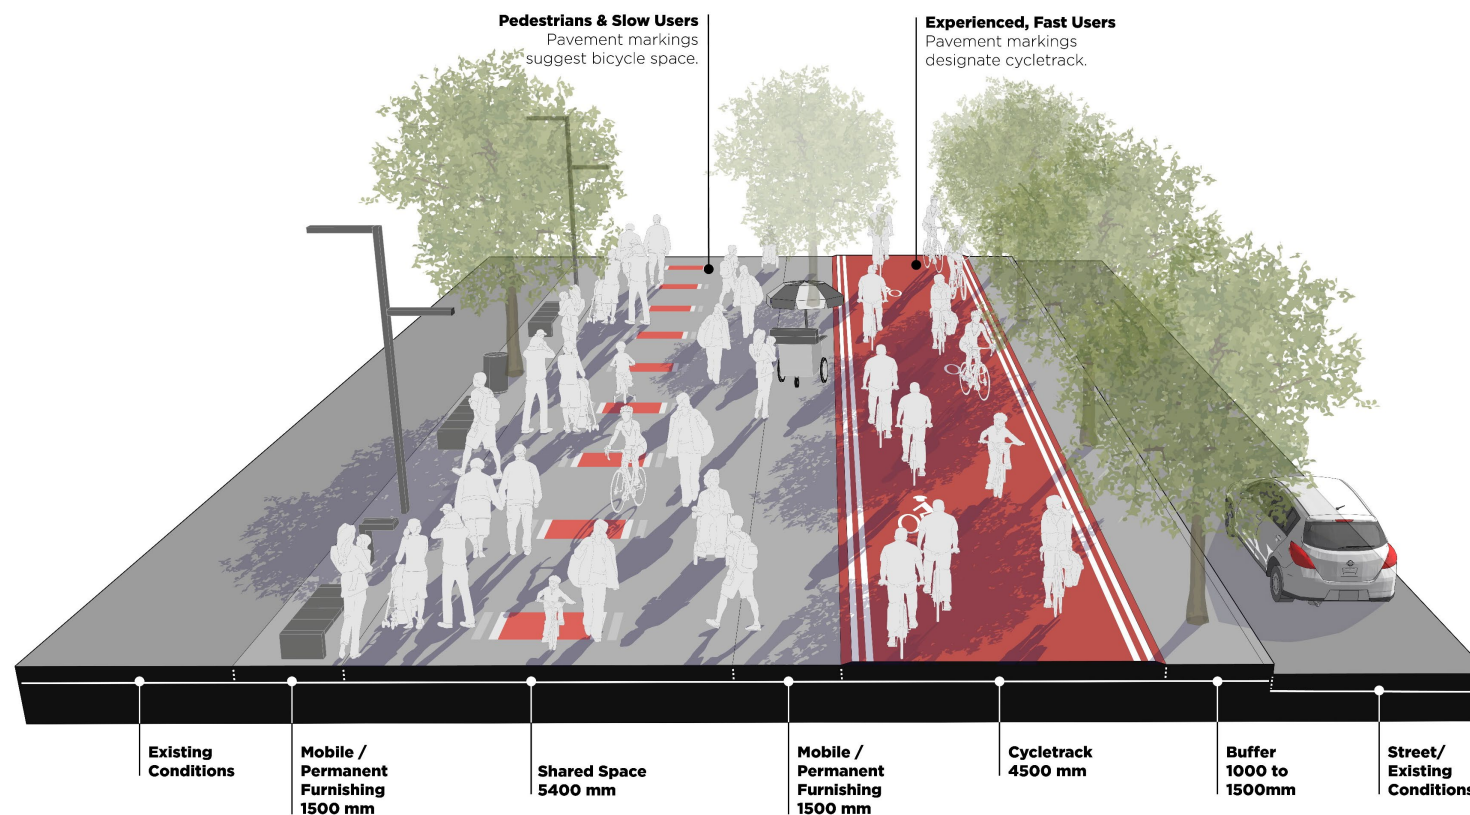 Pedestrians & Slow Users
Pavement markings
suggest bicycle space.
Experienced, Fast Users
Pavement markings
designate cycletrack.
Existing
Conditions
Mobile /
Permanent
Furnishing
1500 mm
Shared Space
5400 mm
Mobile /
Permanent
Furnishing
1500 mm
Cycletrack
4500 mm
Buffer
1000 to
1500mm
Street/
Existing
Conditions